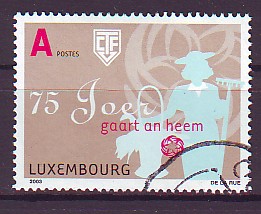 A POSTES
CTF
75 Joer
gaart an heem
LUXEMBOURG
2003 DE LA RUE